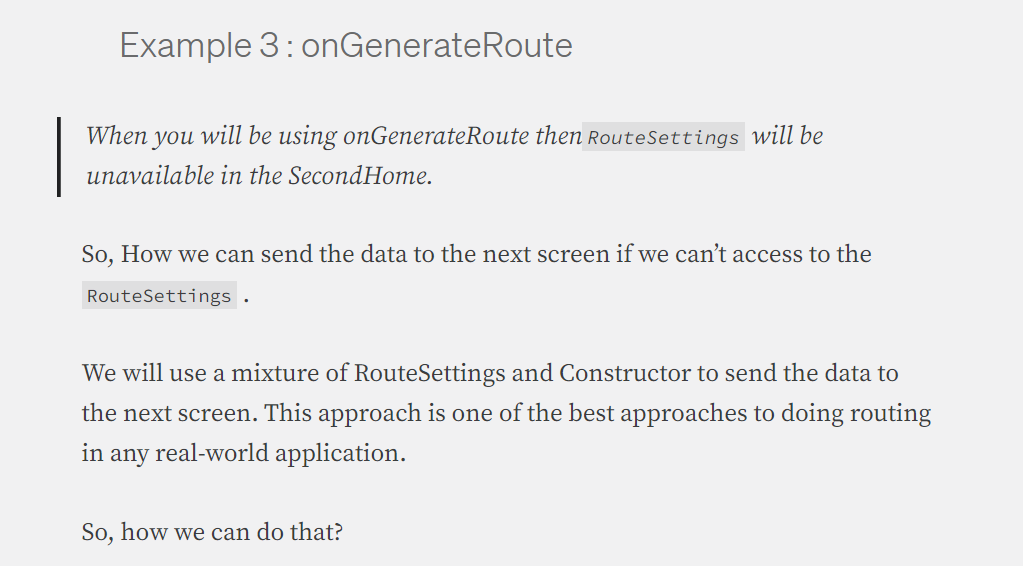 Example 3 : onGenerateRoute
When you will be using onGenerateRoute then RouteSettings will be
unavailable in the SecondHome.
So, How we can send the data to the next screen if we can’t access to the
RouteSettings .
We will use a mixture of RouteSettings and Constructor to send the data to
the next screen. This approach is one of the best approaches to doing routing
in any real-world application.
So, how we can do that?